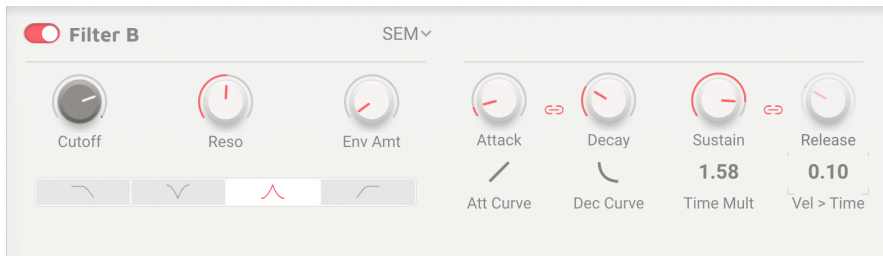 Filter B
SEM
Cutoff
Reso
Env Amt
Attack
Decay
Sustain
Release
1.58
0.10
Att Curve
Dec Curve
Time Mult
Vel > Time